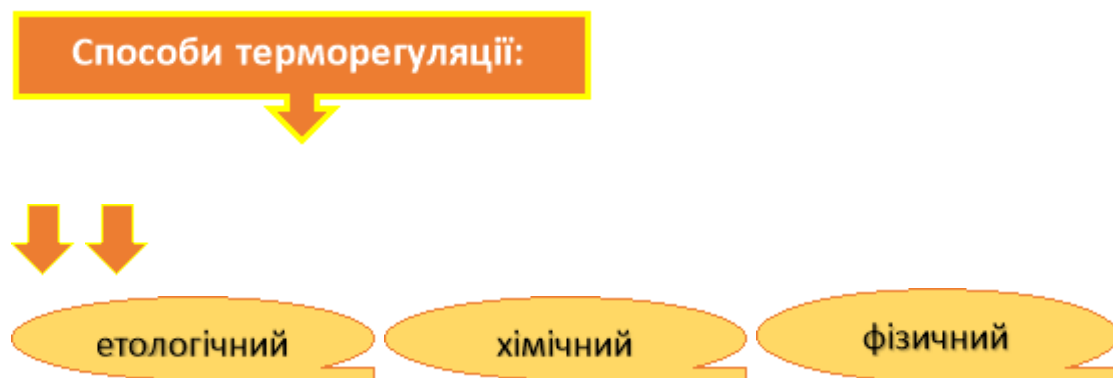 Способи терморегуляції:
етологічний
хімічний
фізичний